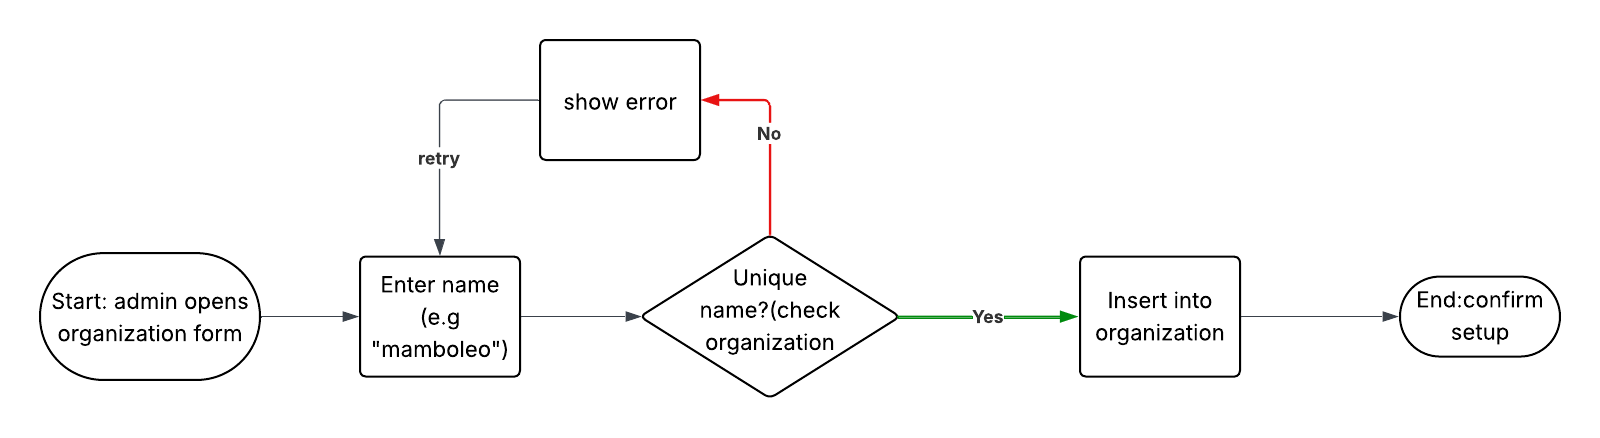 show error
No
retry
Start: admin opens
organization form
Enter name
(e.g
"mamboleo")
Unique
name?(check
organization
Yes
Insert into
organization
End:confirm
setup